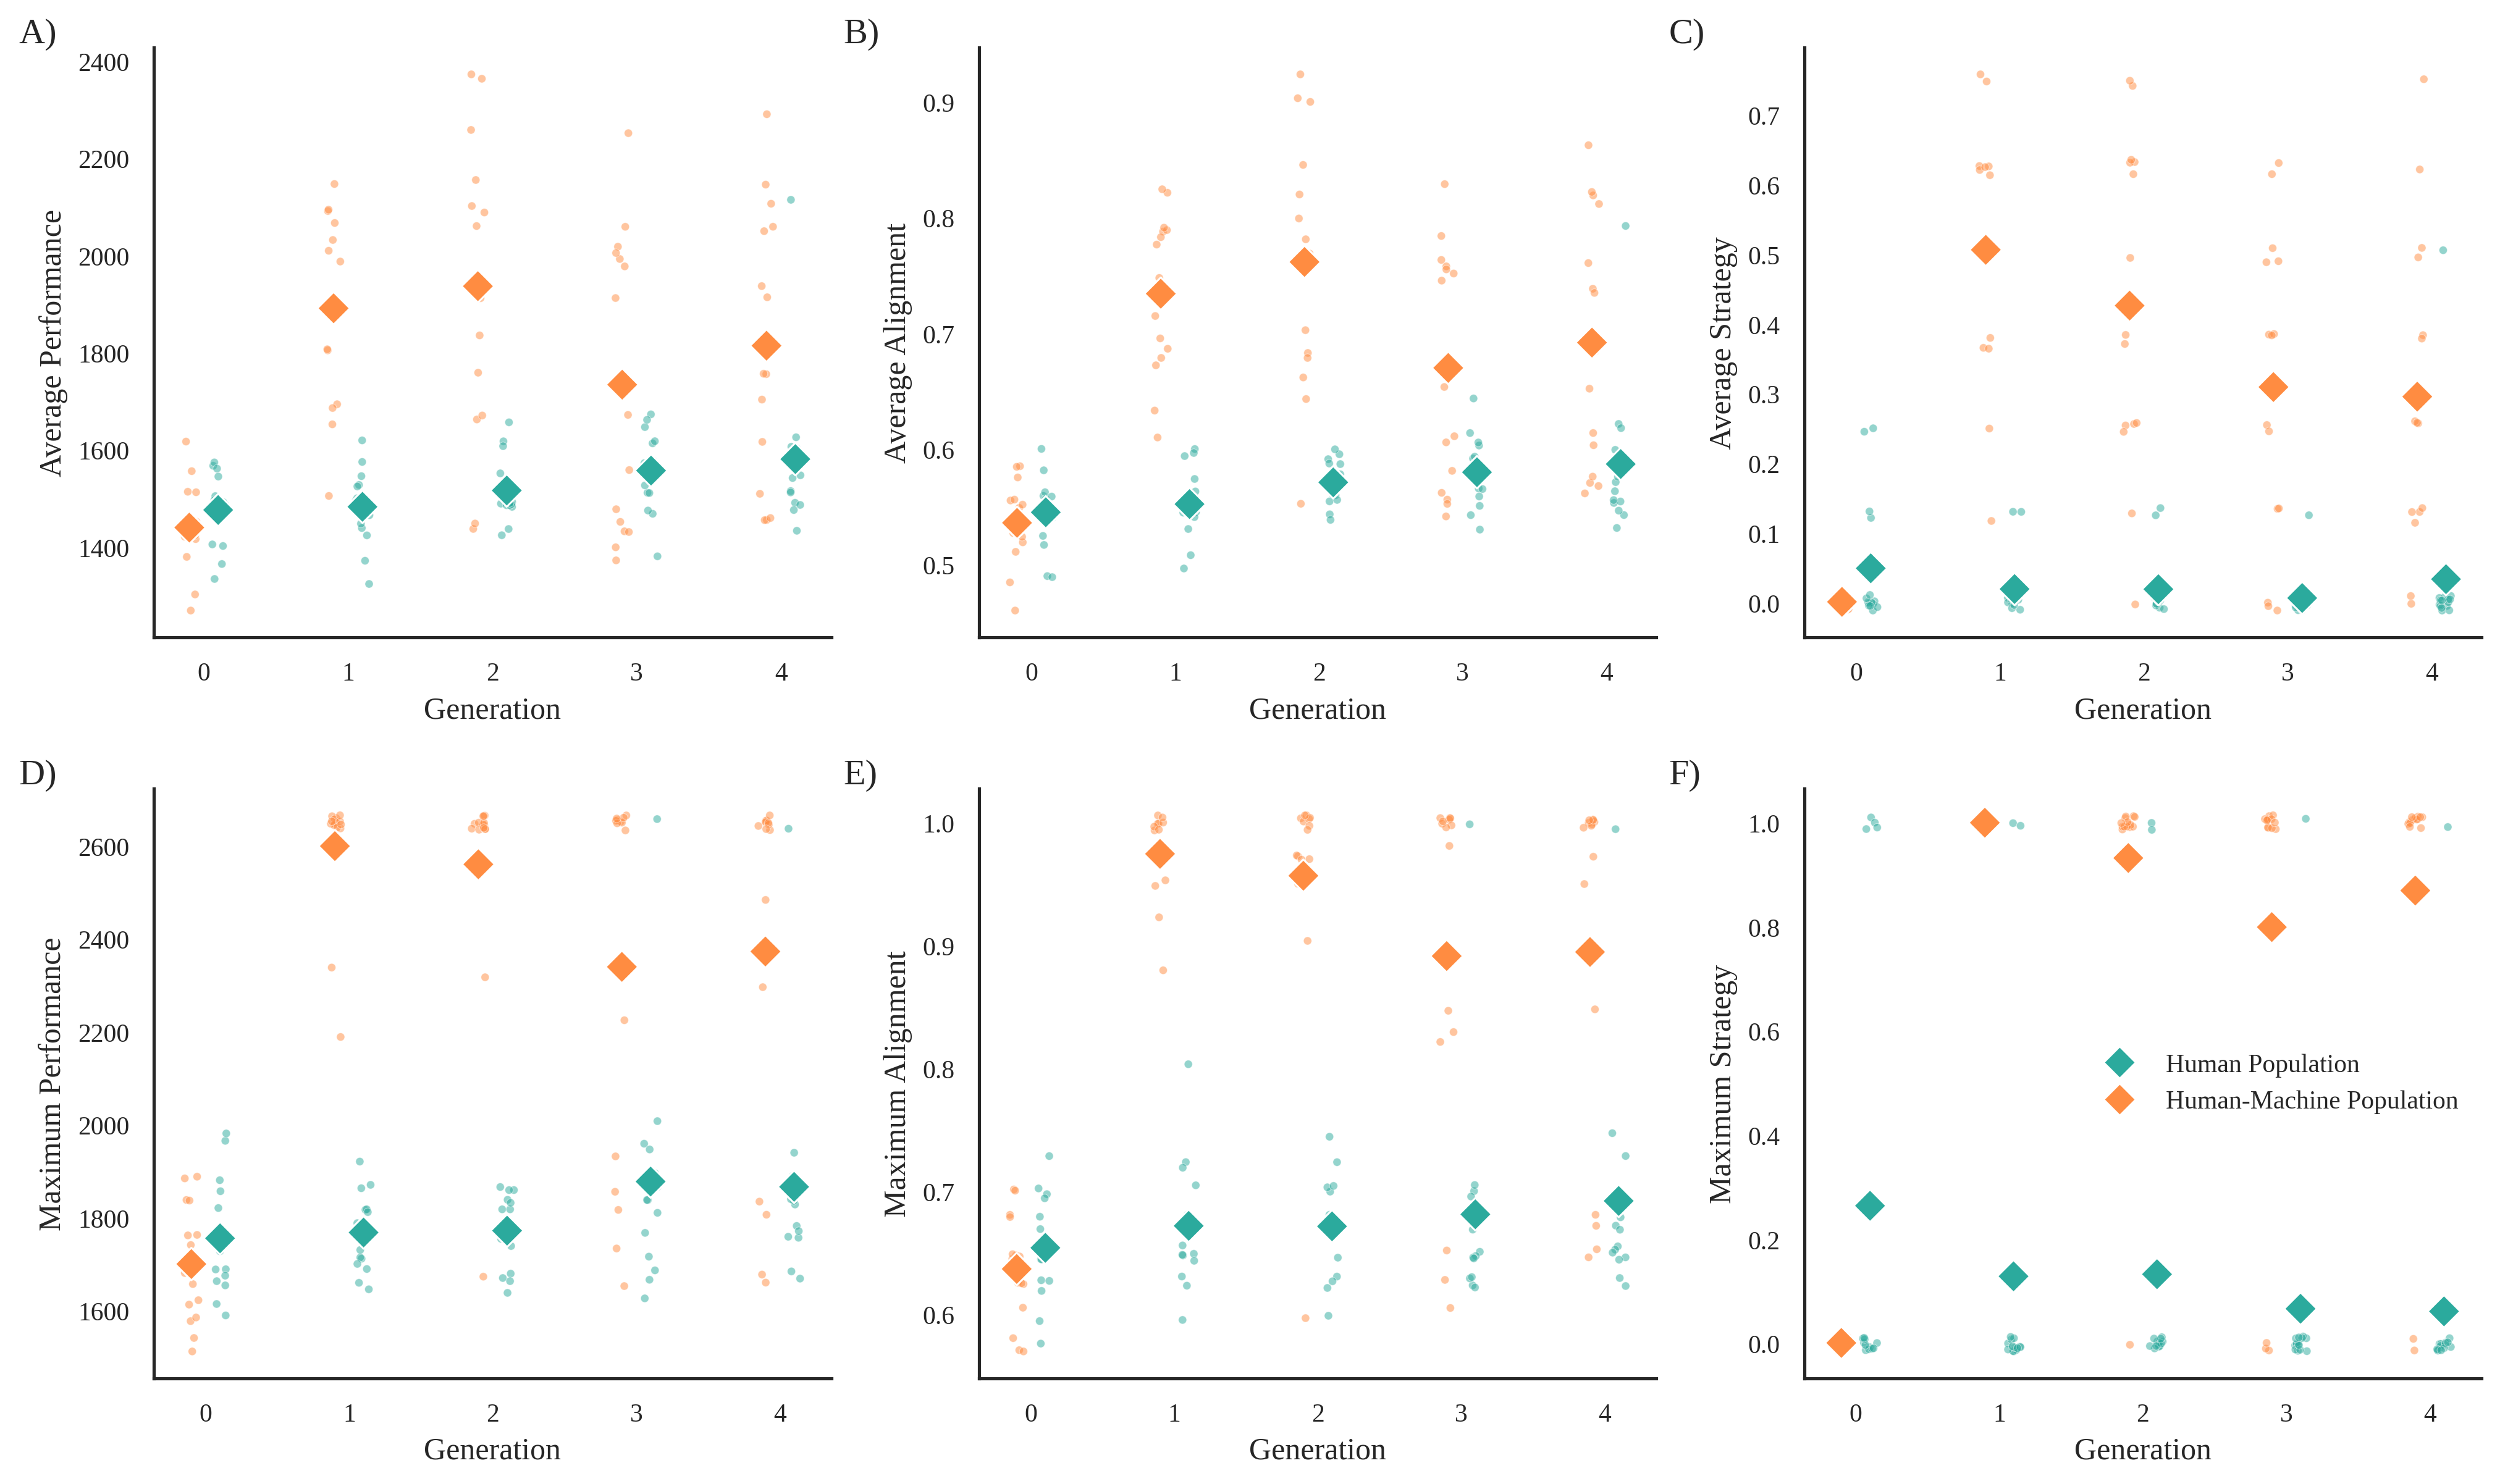 A)
2400
2200
2000
1800
1600
1400
Average Performance
0 1 2 3 4
Generation
B)
0.9
0.8
0.7
0.6
0.5
Average Alignment
0 1 2 3 4
Generation
C)
0.7
0.6
0.5
0.4
0.3
0.2
0.1
0.0
Average Strategy
0 1 2 3 4
Generation
D)
2600
2400
2200
2000
1800
1600
Maximum Performance
0 1 2 3 4
Generation
E)
1.0
0.9
0.8
0.7
0.6
Maximum Alignment
0 1 2 3 4
Generation
F)
1.0
0.8
0.6
0.4
0.2
0.0
Maximum Strategy
Human Population
Human-Machine Population
0 1 2 3 4
Generation